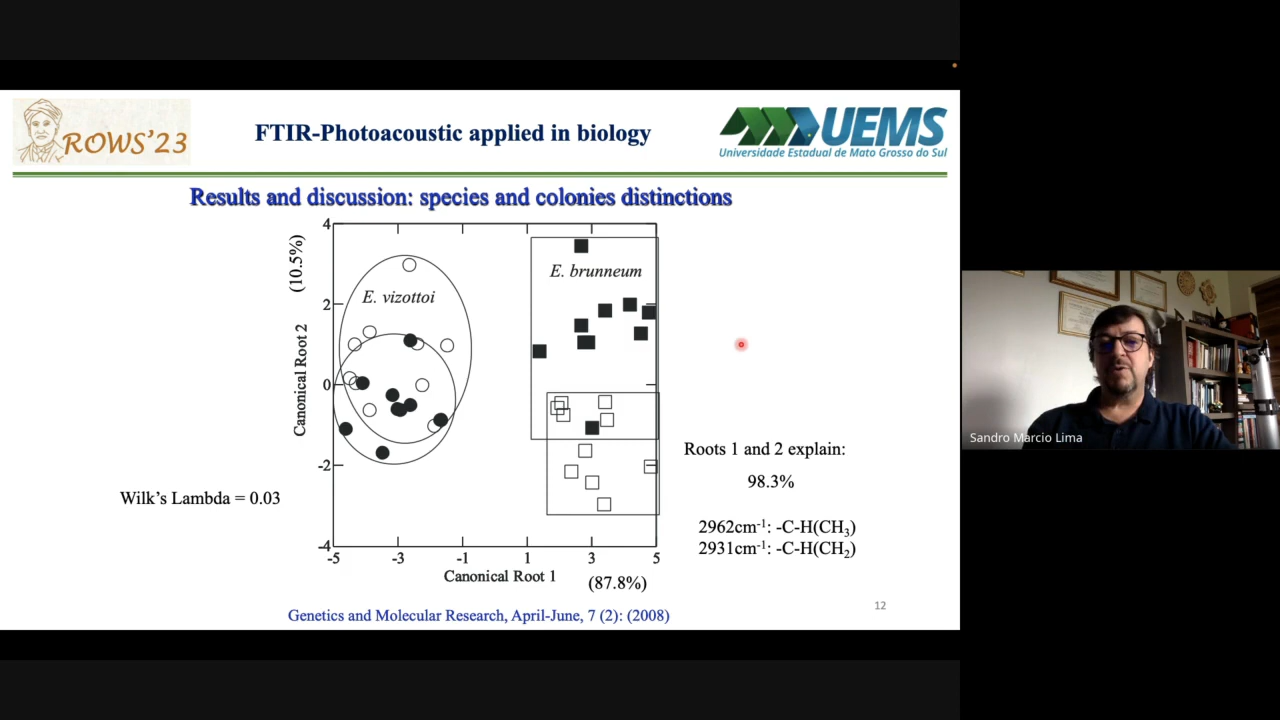 ROWS'23
FTIR-Photoacoustic applied in biology
UEMS
Universidade Estadual de Mato Grosso do Sul
Results and discussion: species and colonies distinctions
4
2
0
-2
-4
(10.5%)
Canonical Root 2
E. vizottoi
E. brunneum
-5 -3 -1 1 3 5
Canonical Root 1
(87.8%)
Wilk's Lambda = 0.03
Roots 1 and 2 explain:
98.3%
2962cm-1: -C-H(CH3)
2931cm-1: -C-H(CH2)
Genetics and Molecular Research, April-June, 7 (2): (2008)
12
Sandro Marcio Lima